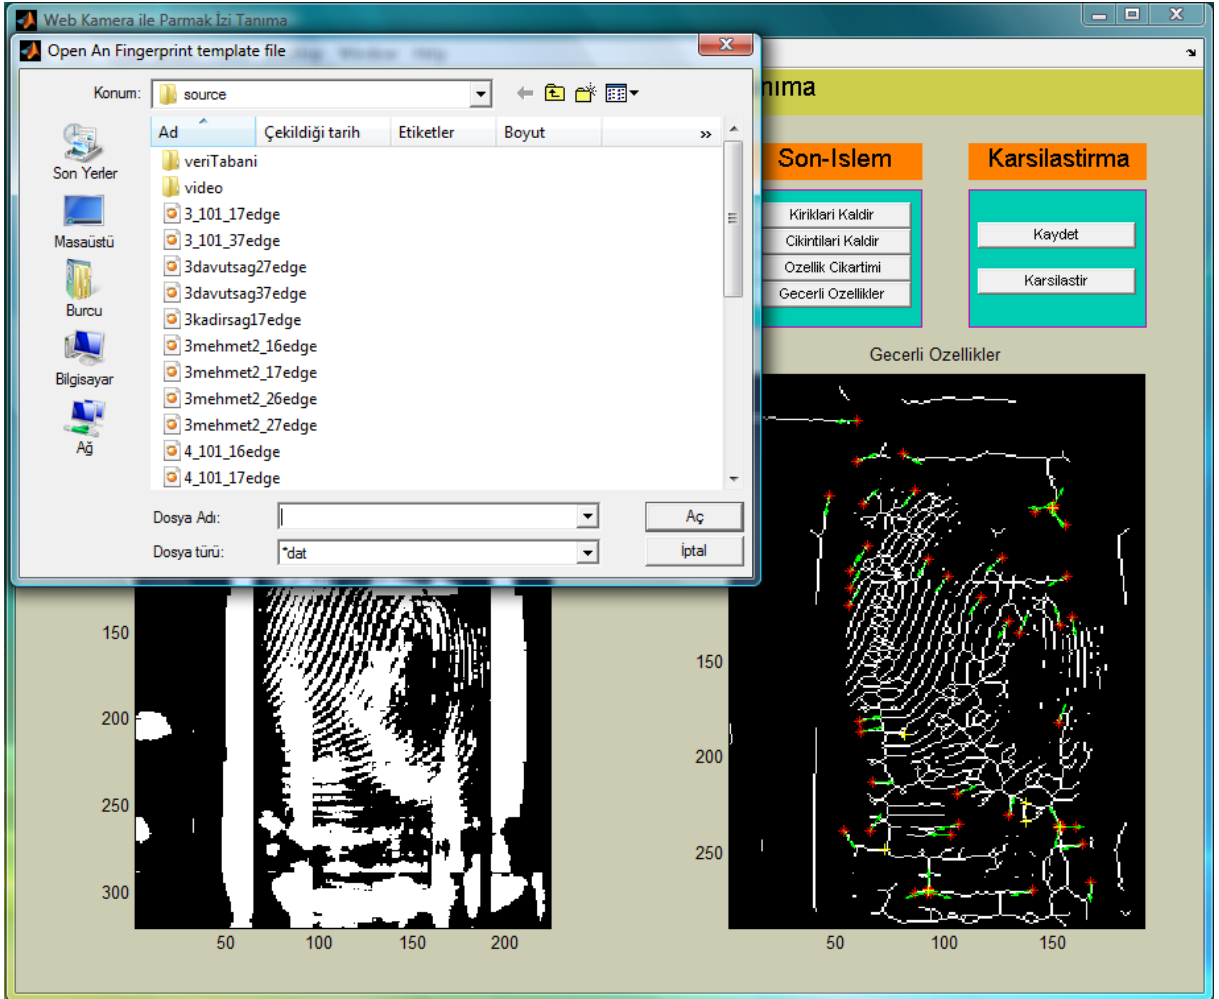 Web Kamera ile Parmak İzi Tanıma
Open An Fingerprint template file
Window Help
nıma
Konum:
source
Ad
Çekildiği tarih
Etiketler
Boyut
»
Son Yerler
Masaüstü
Burcu
Bilgisayar
Ağ
veriTabani
video
3_101_17edge
3_101_37edge
3davutsag27edge
3davutsag37edge
3kadirsag17edge
3mehmet2_16edge
3mehmet2_17edge
3mehmet2_26edge
3mehmet2_27edge
4_101_16edge
4_101_17edge
Dosya Adı:
Aç
Dosya türü:
*dat
İptal
Son-Islem
Kiriklari Kaldir
Cikintilari Kaldir
Ozellik Cikartimi
Gecerli Ozellikler
Karsilastirma
Kaydet
Karsilastir
Gecerli Ozellikler
150
200
250
300
50
100
150
200
150
200
250
50
100
150